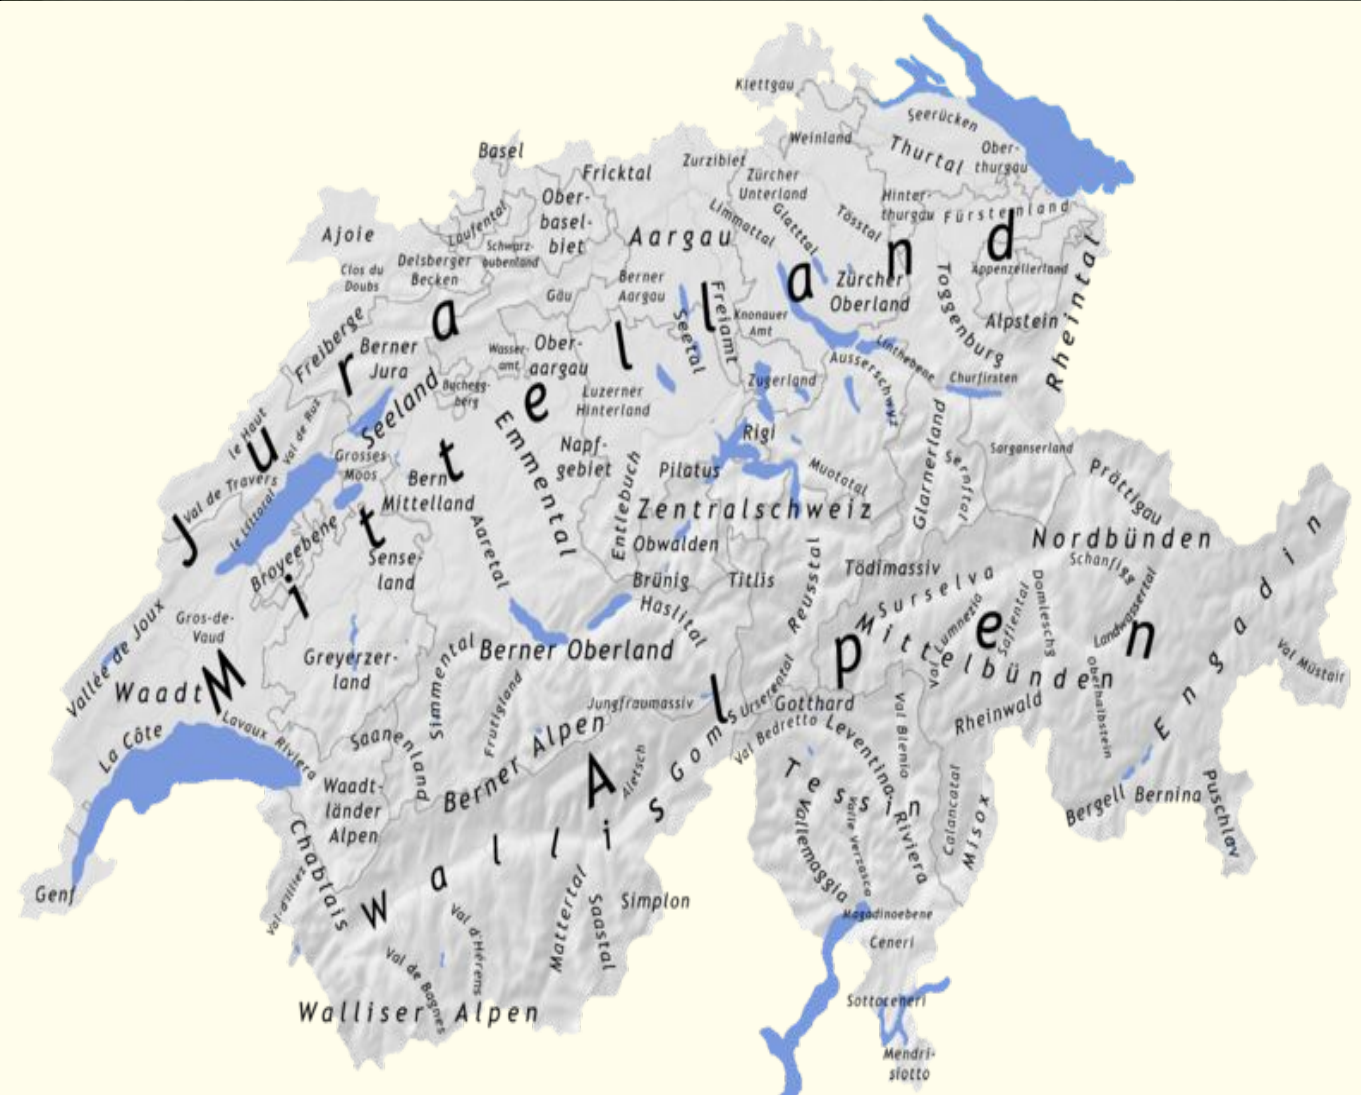 Klettgau
Seerücken
Weinland
Thurtal
Ober-
thurgau
Basel
Fricktal
Zurzibiet
Zürcher
Unterland
Hinter-
thurgau
Fürstenland
Ober-
basel-
biet
Laufental
Schwarz-
bubenland
Limmattal
Glatttal
Tösstal
Ajoie
Aargau
Delsberger
Becken
Clos du
Doubs
Appenzellerland
Rheintal
Berner
Aargau
Gäu
Seetal
Freiamt
Knonauer
Amt
Zürcher
Oberland
Toggenburg
Alpstein
Freiberge
Berner
Jura
Wasser-
amt
Ober-
aargau
Linthebene
Ausserschwyz
Churfirsten
Seeland
Buchegg-
berg
Luzerner
Hinterland
Zugerland
le Haut
Val de Ruz
Jura
Mittelland
Emmental
Napf-
gebiet
Rigi
Pilatus
Muotatal
Glarnerland
Sernftal
Sarganserland
Prättigau
Val de Travers
le Littoral
Grosses
Moos
Bern
Mittelland
Entlebuch
Zentralschweiz
Broyeebene
Sense-
land
Aaretal
Obwalden
Brünig
Titlis
Reusstal
Tödimassiv
Nordbünden
Schanfigg
Engadin
Vallée de Joux
Gros-de-
Vaud
Haslital
Surselva
Mittelbünden
Val Lumnezia
Safiental
Domleschg
Landwassertal
Greyerzer-
land
Simmental
Berner Oberland
Val Müstair
Waadt
Frutigland
Jungfraumassiv
Urserental
Gotthard
Val Blenio
Rheinwald
Oberhalbstein
La Côte
Lavaux
Riviera
Saanenland
Berner Alpen
Aletsch
Goms
Val Bedretto
Leventina
Alpen
Waadt-
länder
Alpen
Tessin
Riviera
Calancatal
Misox
Bergell
Bernina
Puschlav
Chablais
Val-d'Illiez
Wallis
Vallemaggia
Valle Verzasca
Genf
Val d'Hérens
Mattertal
Saastal
Simplon
Magadinoebene
Ceneri
Val de Bagnes
Walliser Alpen
Sottoceneri
Mendri-
siotto